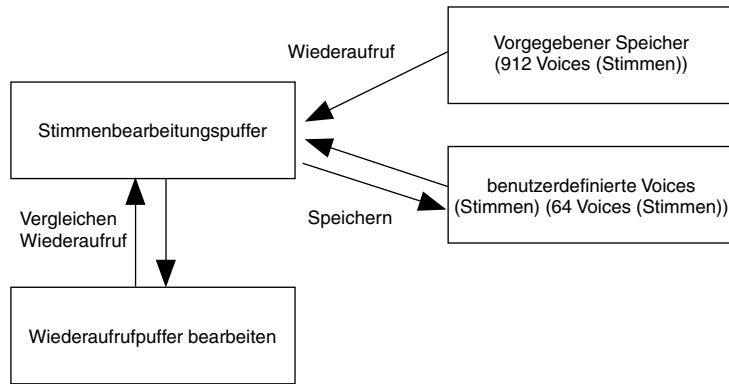 Wiederaufruf
Vorgegebener Speicher
(912 Voices (Stimmen))
Stimmenbearbeitungspuffer
benutzerdefinierte Voices
(Stimmen) (64 Voices (Stimmen))
Speichern
Vergleichen
Wiederaufruf
Wiederaufrufpuffer bearbeiten